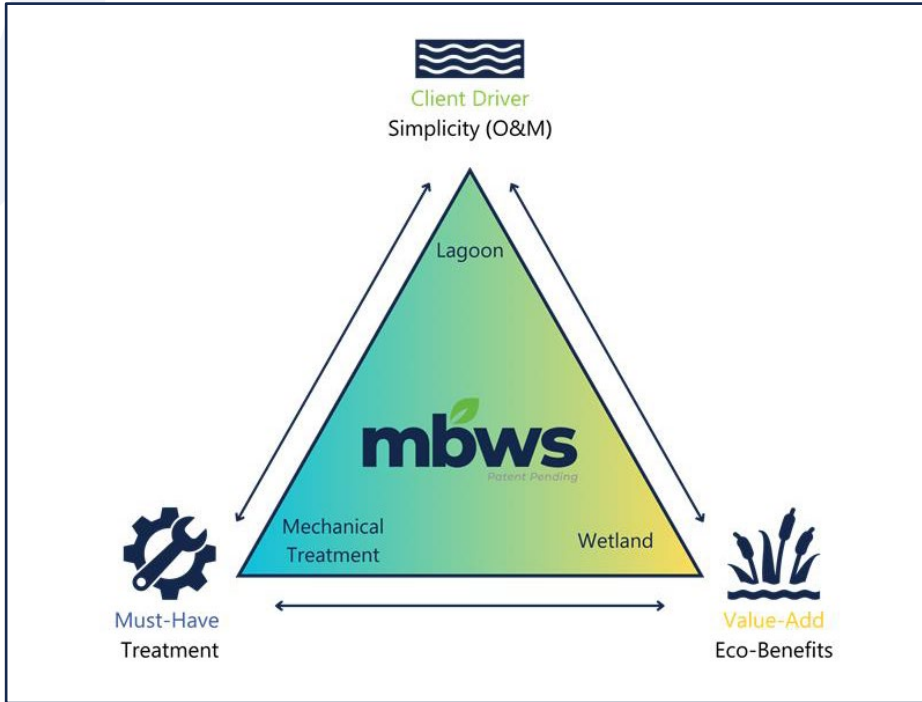 Client Driver
Simplicity (O&M)
Lagoon
mbws
Patent Pending
Mechanical
Treatment
Wetland
Must-Have
Treatment
Value-Add
Eco-Benefits